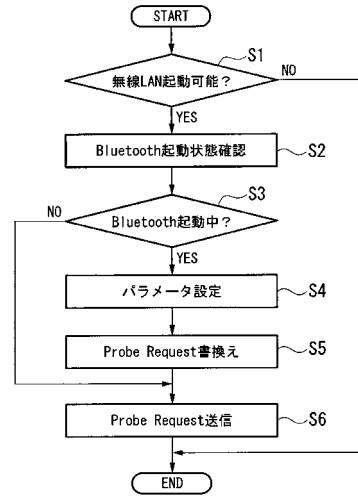 START
S1
無線LAN起動可能?
NO
YES
Bluetooth起動状態確認
S2
S3
NO
Bluetooth起動中?
YES
パラメータ設定
S4
Probe Request書換え
S5
Probe Request送信
S6
END